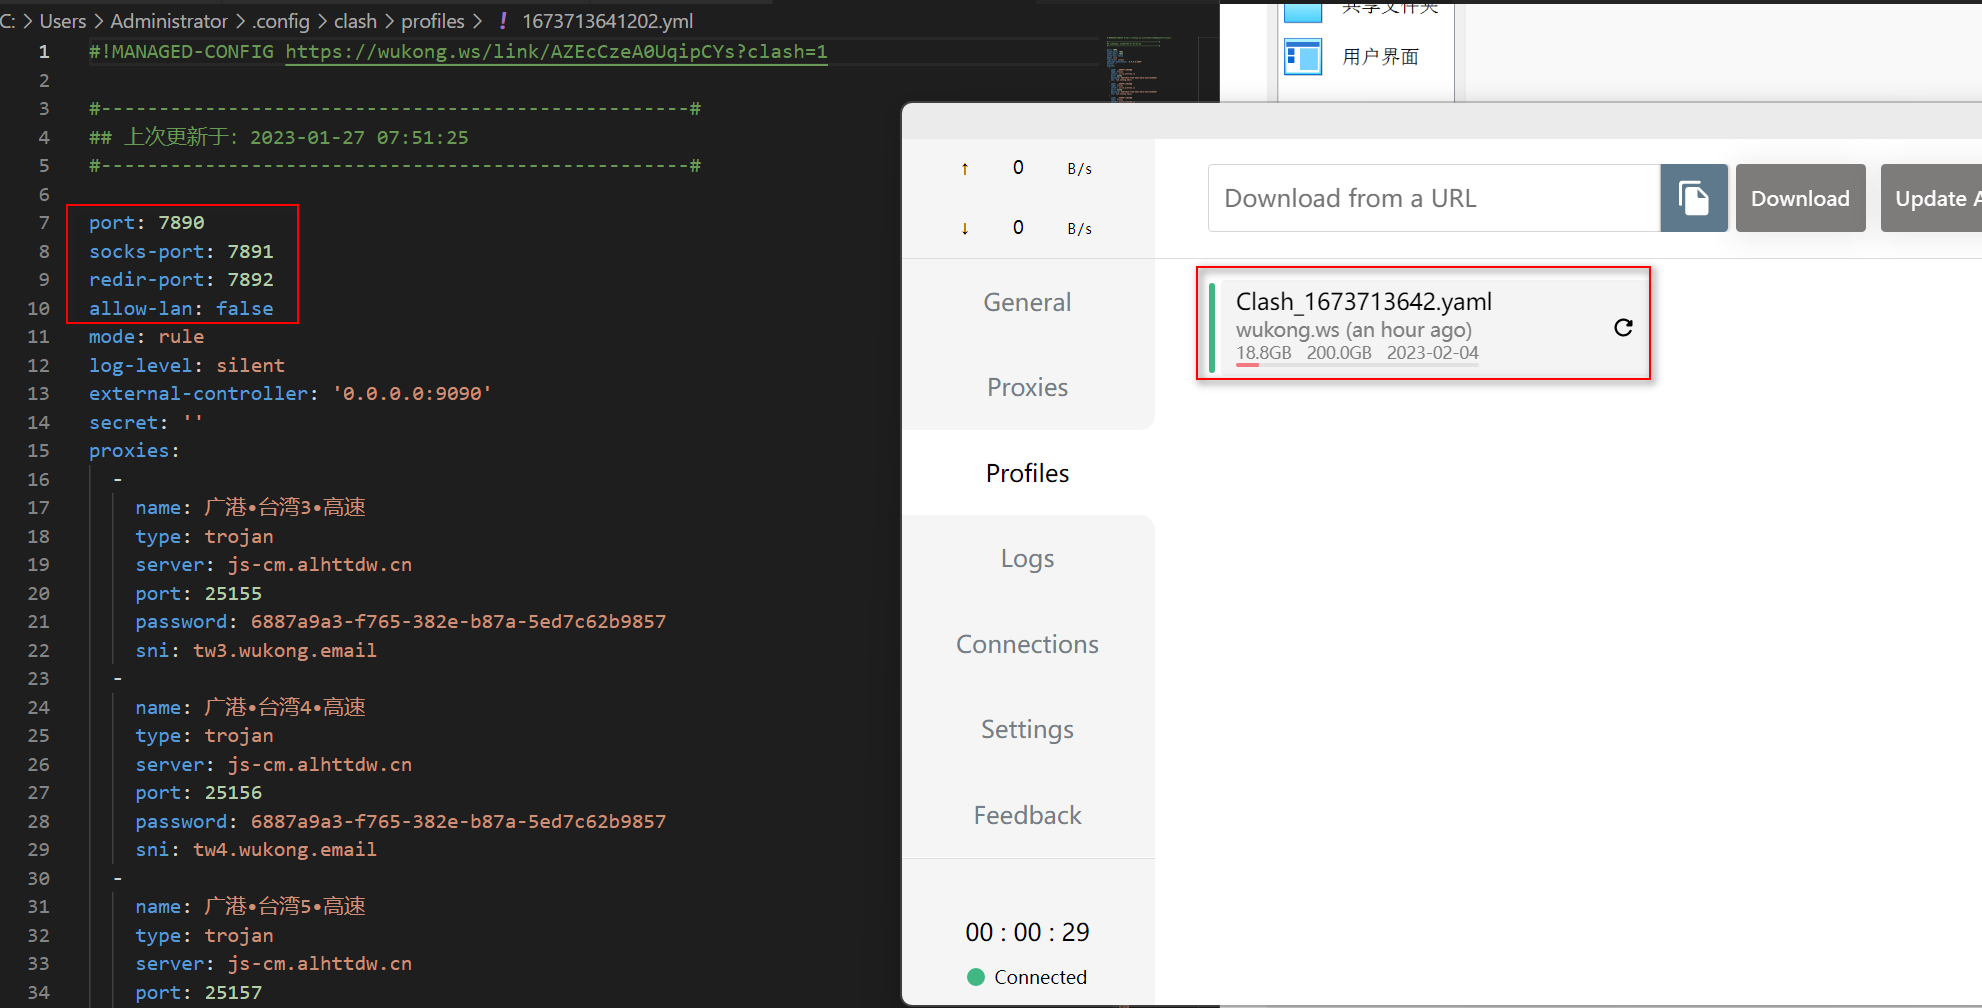 C: > Users > Administrator > .config > clash > profiles > ! 1673713641202.yml
1 #!MANAGED-CONFIG https://wukong.ws/link/AZEcCzeA0UqipCYs?clash=1
2
3 #---------------------------------------------------#
4 ## 上次更新于: 2023-01-27 07:51:25
5 #---------------------------------------------------#
6
7 port: 7890
8 socks-port: 7891
9 redir-port: 7892
10 allow-lan: false
11 mode: rule
12 log-level: silent
13 external-controller: '0.0.0.0:9090'
14 secret: ''
15 proxies:
16 -
17 name: 广港•台湾3•高速
18 type: trojan
19 server: js-cm.alhttdw.cn
20 port: 25155
21 password: 6887a9a3-f765-382e-b87a-5ed7c62b9857
22 sni: tw3.wukong.email
23 -
24 name: 广港•台湾4•高速
25 type: trojan
26 server: js-cm.alhttdw.cn
27 port: 25156
28 password: 6887a9a3-f765-382e-b87a-5ed7c62b9857
29 sni: tw4.wukong.email
30 -
31 name: 广港•台湾5•高速
32 type: trojan
33 server: js-cm.alhttdw.cn
34 port: 25157
共享文件夹
用户界面
↑ 0 B/s
↓ 0 B/s
General
Proxies
Profiles
Logs
Connections
Settings
Feedback
00 : 00 : 29
Connected
Download from a URL
Download
Update A
Clash_1673713642.yaml
wukong.ws (an hour ago)
18.8GB 200.0GB 2023-02-04